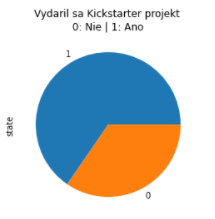 Vydaril sa Kickstarter projekt
0: Nie | 1: Ano
1
state
0